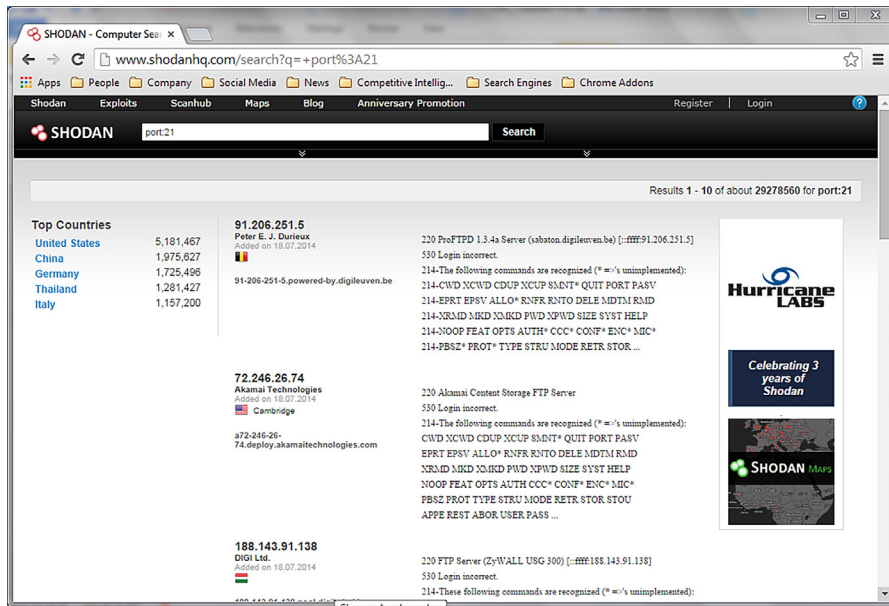 SHODAN - Computer Sea
www.shodanhq.com/search?q=+port%3A21
Apps People Company Social Media News Competitive Intellig... Search Engines Chrome Addons
Shodan Exploits Scanhub Maps Blog Anniversary Promotion Register | Login ?
SHODAN port:21 Search
Results 1 - 10 of about 29278560 for port:21
Top Countries
United States 5,181,467
China 1,975,627
Germany 1,725,496
Thailand 1,281,427
Italy 1,157,200
91.206.251.5
Peter E. J. Durieux
Added on 18.07.2014
91-206-251-5.powered-by.digileuven.be
220 ProFTPD 1.3.4a Server (sabaton.digileuven.be) [::ffff:91.206.251.5]
530 Login incorrect.
214-The following commands are recognized (* =>'s unimplemented):
214-CWD XCWD CDUP XCUP SMNT* QUIT PORT PASV
214-EPRT EPSV ALLO* RNFR RNTO DELE MDTM RMD
214-XRMD MKD XMKD PWD XPWD SIZE SYST HELP
214-NOOP FEAT OPTS AUTH* CCC* CONF* ENC* MIC*
214-PBSZ* PROT* TYPE STRU MODE RETR STOR ...
72.246.26.74
Akamai Technologies
Added on 18.07.2014
Cambridge
a72-246-26-
74.deploy.akamaitechnologies.com
220 Akamai Content Storage FTP Server
530 Login incorrect.
214-The following commands are recognized (* =>'s unimplemented):
CWD XCWD CDUP XCUP SMNT* QUIT PORT PASV
EPRT EPSV ALLO* RNFR RNTO DELE MDTM RMD
XRMD MKD XMKD PWD XPWD SIZE SYST HELP
NOOP FEAT OPTS AUTH CCC* CONF* ENC* MIC*
PBSZ PROT TYPE STRU MODE RETR STOR STOU
APPE REST ABOR USER PASS ...
188.143.91.138
DIGI Ltd.
Added on 18.07.2014
220 FTP Server (ZyWALL USG 300) [::ffff:188.143.91.138]
530 Login incorrect.
214-These following commands are recognized (* =>'s unimplemented):
Hurricane
LABS
Celebrating 3
years of
Shodan
SHODAN MAPS